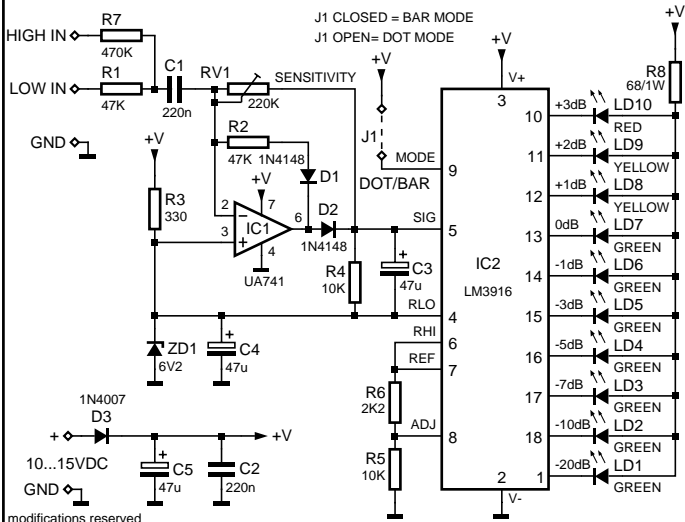 J1 CLOSED = BAR MODE
J1 OPEN= DOT MODE
HIGH IN
R7
470K
LOW IN
R1
47K
C1
220n
RV1
SENSITIVITY
220K
GND
+V
R3
330
R2
47K
1N4148
D1
+V
2
3
7
6
4
IC1
UA741
D2
1N4148
R4
10K
C3
47u
+V
J1
MODE
DOT/BAR
9
SIG
5
RLO
4
RHI
6
REF
7
ADJ
8
R6
2K2
R5
10K
+V
V+
3
IC2
LM3916
2
V-
10
+3dB
LD10
RED
11
+2dB
LD9
YELLOW
12
+1dB
LD8
YELLOW
13
0dB
LD7
GREEN
14
-1dB
LD6
GREEN
15
-3dB
LD5
GREEN
16
-5dB
LD4
GREEN
17
-7dB
LD3
GREEN
18
-10dB
LD2
GREEN
1
-20dB
LD1
GREEN
+V
R8
68/1W
ZD1
6V2
+
C4
47u
+
1N4007
D3
+
+V
10...15VDC
+
C5
47u
C2
220n
GND
modifications reserved